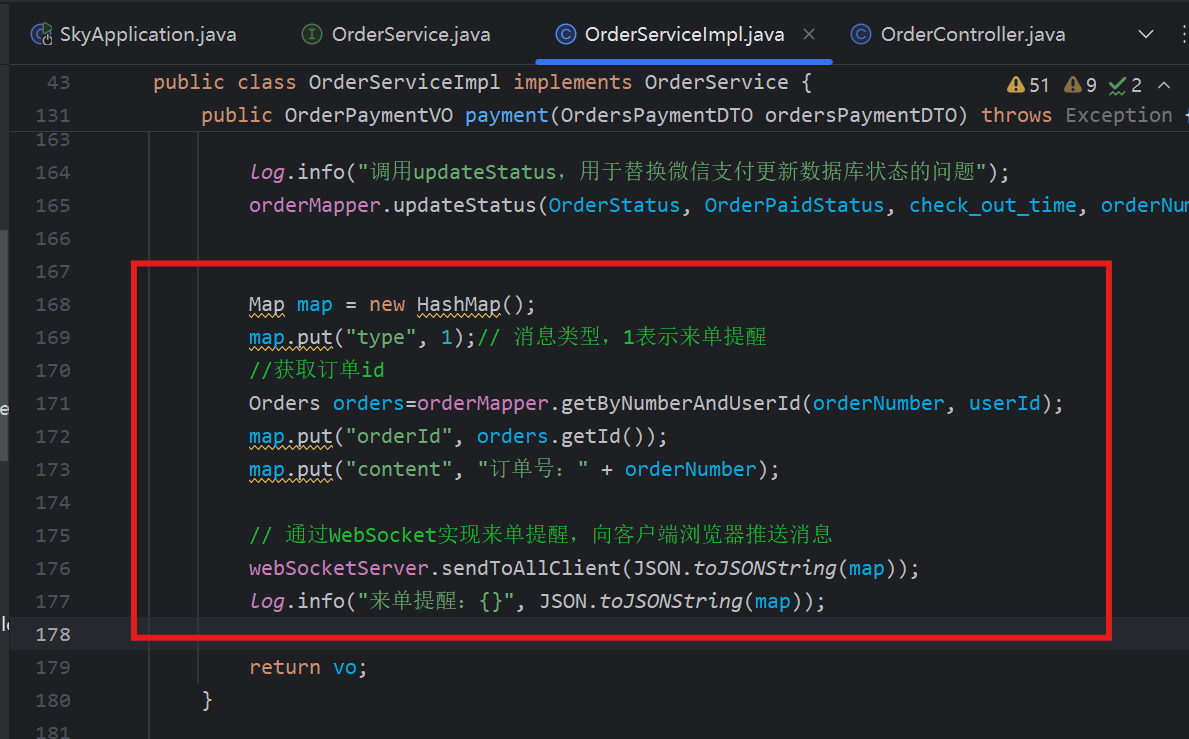 SkyApplication.java OrderService.java OrderServiceImpl.java OrderController.java
43 public class OrderServiceImpl implements OrderService { 51 9 2
131 public OrderPaymentVO payment(OrdersPaymentDTO ordersPaymentDTO) throws Exception {
163
164 log.info("调用updateStatus，用于替换微信支付更新数据库状态的问题");
165 orderMapper.updateStatus(OrderStatus, OrderPaidStatus, check_out_time, orderNu
166
167
168 Map map = new HashMap();
169 map.put("type", 1);// 消息类型，1表示来单提醒
170 //获取订单id
171 Orders orders=orderMapper.getByNumberAndUserId(orderNumber, userId);
172 map.put("orderId", orders.getId());
173 map.put("content", "订单号：" + orderNumber);
174
175 // 通过WebSocket实现来单提醒，向客户端浏览器推送消息
176 webSocketServer.sendToAllClient(JSON.toJSONString(map));
177 log.info("来单提醒：{}", JSON.toJSONString(map));
178
179 return vo;
180 }
181